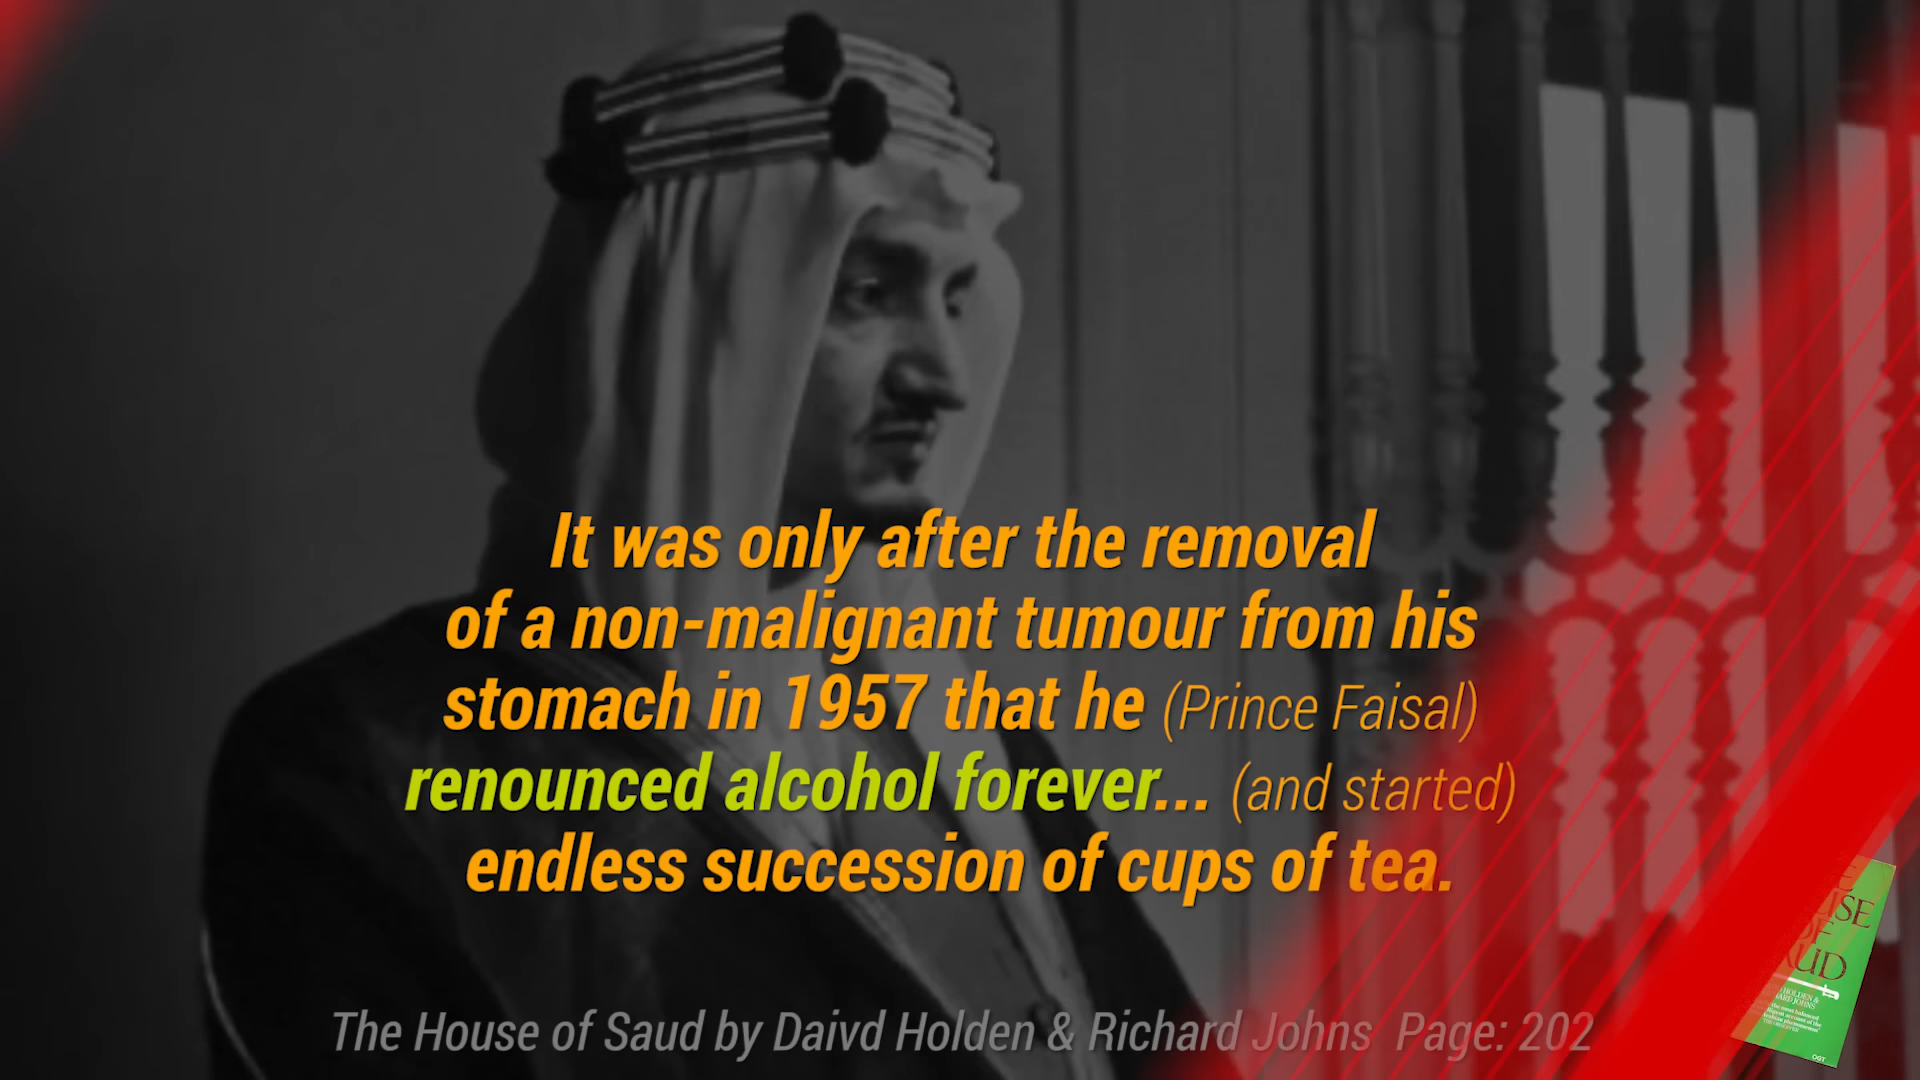 It was only after the removal
of a non-malignant tumour from his
stomach in 1957 that he (Prince Faisal)
renounced alcohol forever... (and started)
endless succession of cups of tea.
The House of Saud by Daivd Holden & Richard Johns Page: 202
AUD
OGT